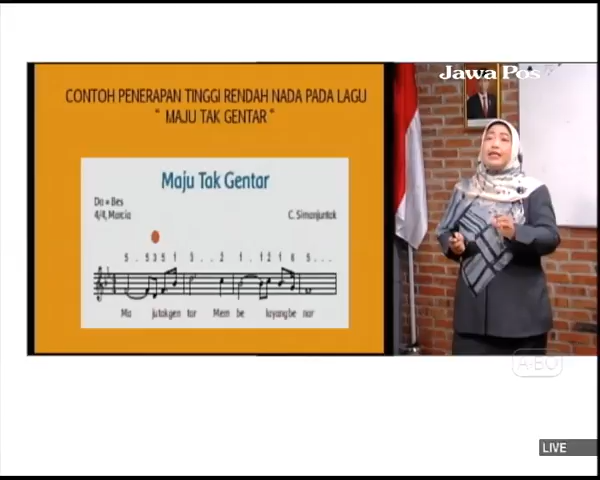 Jawa Pos
CONTOH PENERAPAN TINGGI RENDAH NADA PADA LAGU
" MAJU TAK GENTAR "
Maju Tak Gentar
Do = Bes
4/4, Marcia
C. Simanjuntak
5 . 5 3 5 1 3 . . 2 1 . 1 2 1 6 5 . . .
Ma ju tak gen tar Mem be la yang be nar
LIVE